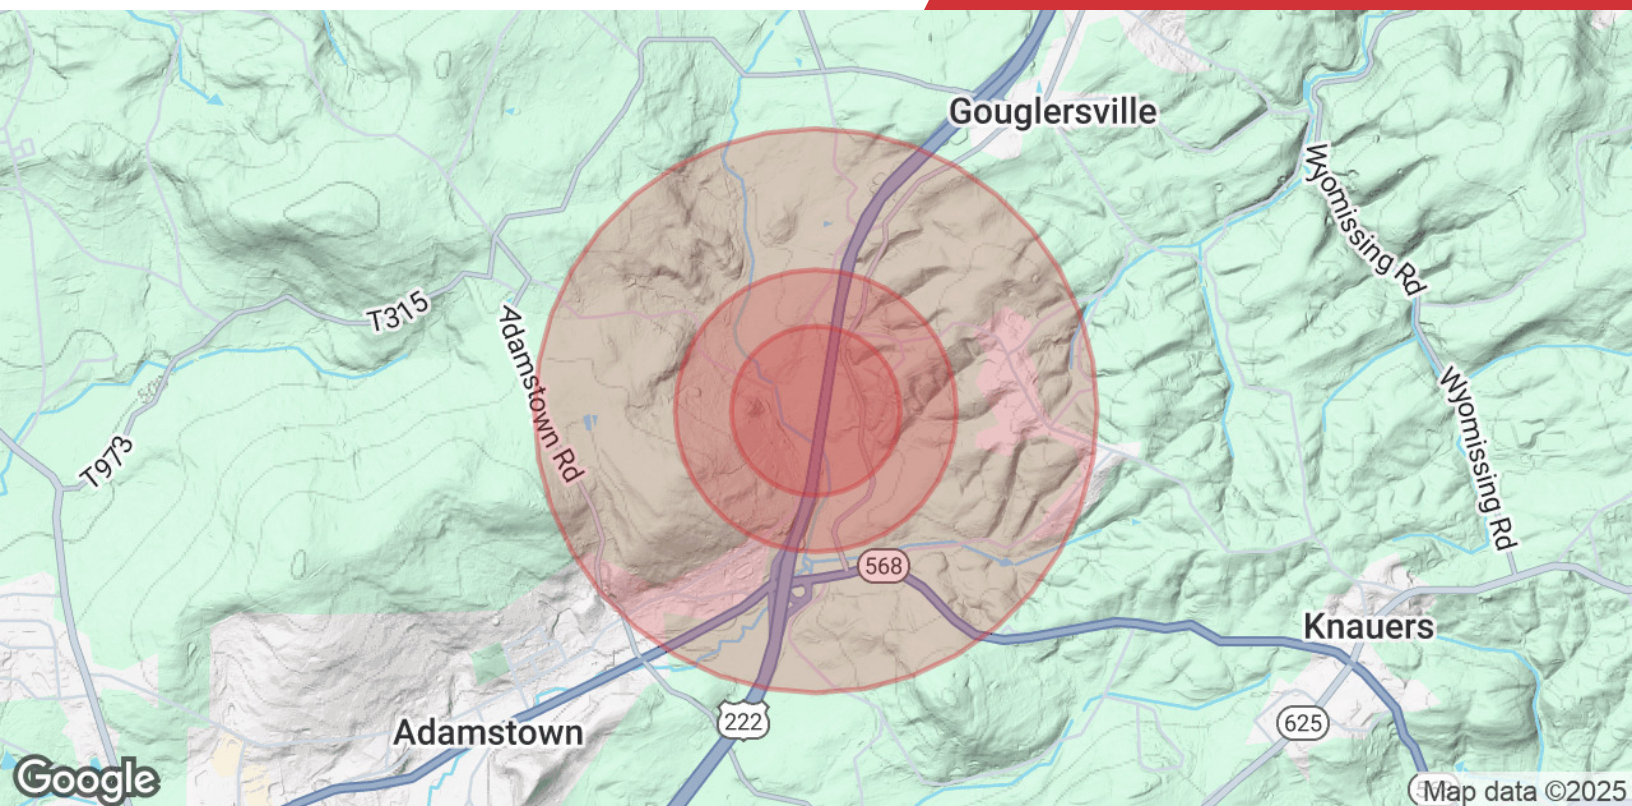 Gouglersville
Wyomissing Rd
T315
Adamstown Rd
Wyomissing Rd
T973
568
Knauers
222
625
Adamstown
Google
Map data ©2025